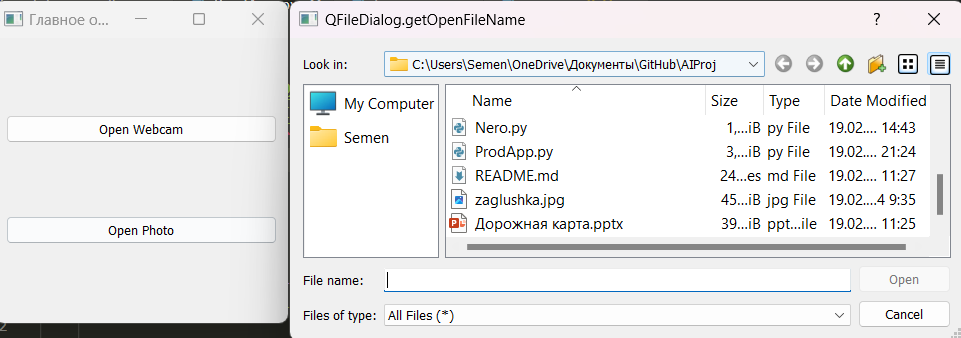 Главное о...
Open Webcam
Open Photo
QFileDialog.getOpenFileName
?
Look in:
C:\Users\Semen\OneDrive\Документы\GitHub\AIProj
My Computer
Semen
Name Size Type Date Modified
Nero.py 1,...iB py File 19.02.... 14:43
ProdApp.py 3,...iB py File 19.02.... 21:24
README.md 24...es md File 19.02.... 11:27
zaglushka.jpg 45...iB jpg File 19.02....4 9:35
Дорожная карта.pptx 39...iB ppt...ile 19.02.... 11:25
File name:
Open
Files of type: All Files (*)
Cancel
2